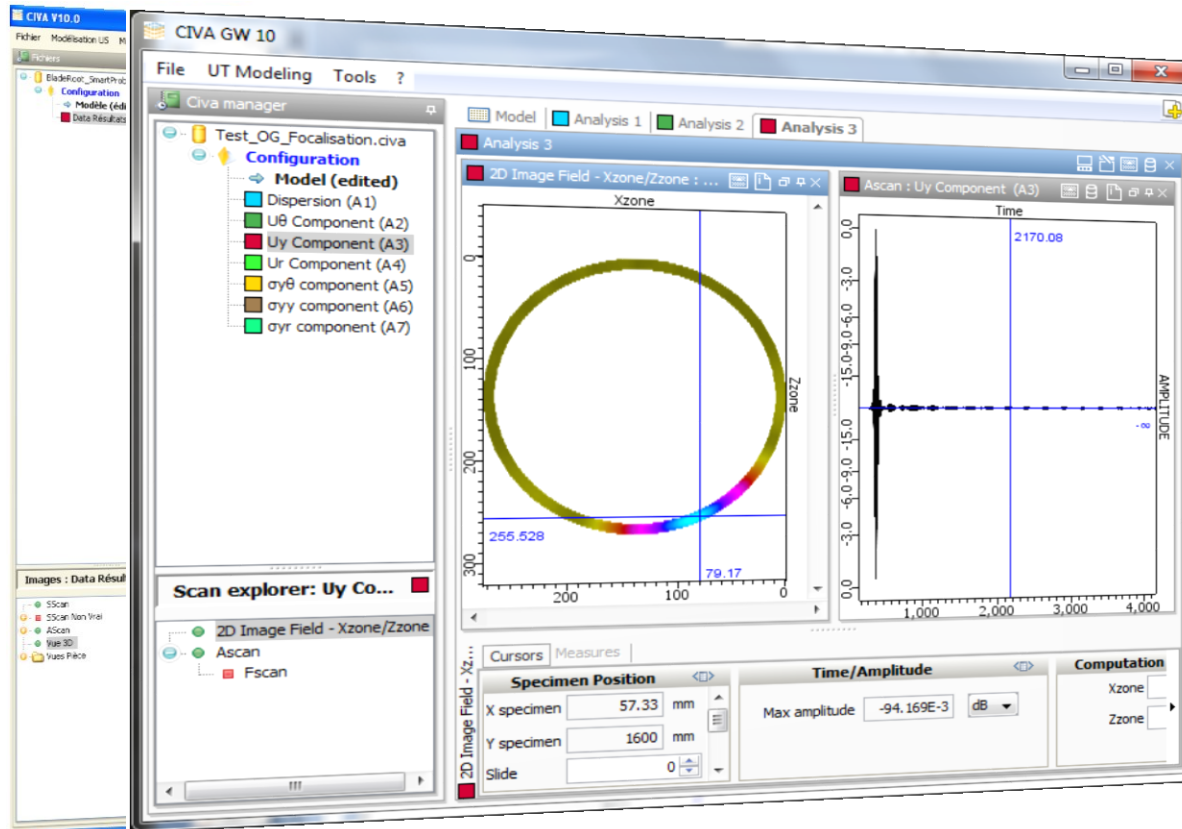 CIVA V10.0
Fichier Modélisation US M
Fichiers
BladeRoot_SmartProb
Configuration
Modèle (édi
Data Résultats
Images : Data Résul
SScan
SScan Non Vrai
AScan
Vue 3D
Vues Pièce
CIVA GW 10
File UT Modeling Tools ?
Civa manager
Test_OG_Focalisation.civa
Configuration
Model (edited)
Dispersion (A1)
Uθ Component (A2)
Uy Component (A3)
Ur Component (A4)
σyθ component (A5)
σyy component (A6)
σyr component (A7)
Scan explorer: Uy Co...
2D Image Field - Xzone/Zzone
Ascan
Fscan
Model Analysis 1 Analysis 2 Analysis 3
Analysis 3
2D Image Field - Xzone/Zzone : ...
Xzone
0
100
200
300
Zzone
255.528
79.17
200 100 0
Ascan : Uy Component (A3)
Time
2170.08
0.0
-3.0
-6.0
-9.0
-15.0
-15.0
-9.0
-6.0
-3.0
0.0
AMPLITUDE
-∞
1,000 2,000 3,000 4,000
2D Image Field - Xz...
Cursors Measures
Specimen Position
X specimen 57.33 mm
Y specimen 1600 mm
Slide 0
Time/Amplitude
Max amplitude -94.169E-3 dB
Computation
Xzone
Zzone